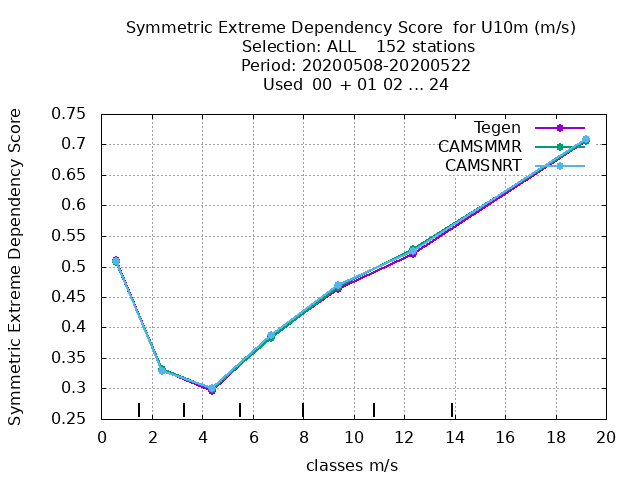 Symmetric Extreme Dependency Score  for U10m (m/s)
Selection: ALL    152 stations
Period: 20200508-20200522
Used  00 + 01 02 ... 24
Symmetric Extreme Dependency Score
0.75
0.7
0.65
0.6
0.55
0.5
0.45
0.4
0.35
0.3
0.25
Tegen
CAMSMMR
CAMSNRT
0 2 4 6 8 10 12 14 16 18 20
classes m/s